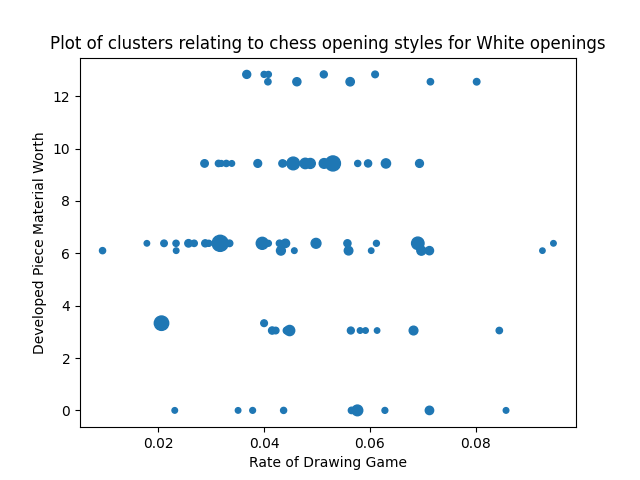 Plot of clusters relating to chess opening styles for White openings
12
10
8
6
4
2
0
Developed Piece Material Worth
0.02 0.04 0.06 0.08
Rate of Drawing Game